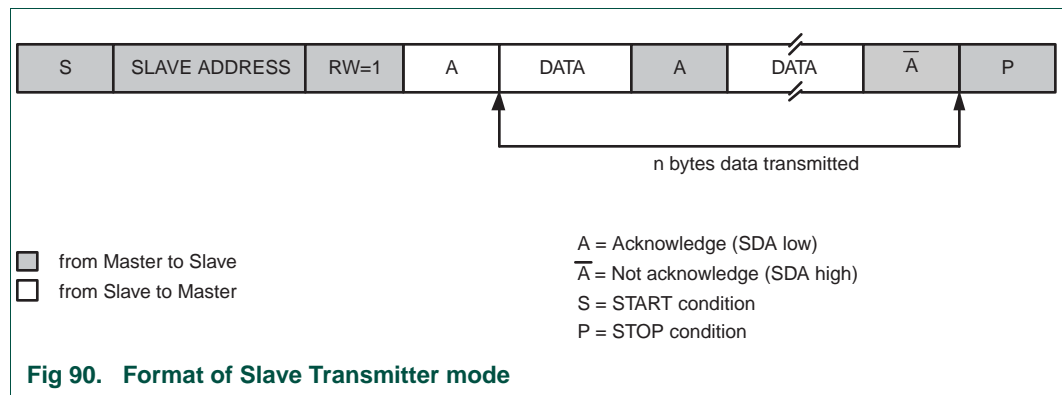 S SLAVE ADDRESS RW=1 A DATA A DATA A̅ P
n bytes data transmitted
from Master to Slave
from Slave to Master
A = Acknowledge (SDA low)
A̅ = Not acknowledge (SDA high)
S = START condition
P = STOP condition
Fig 90. Format of Slave Transmitter mode